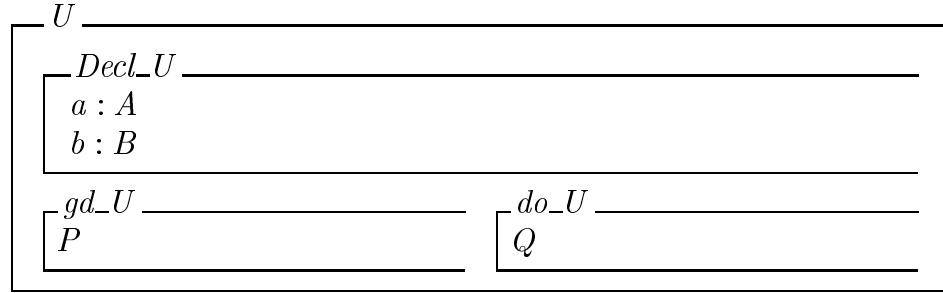 U
Decl_U
a : A
b : B
gd_U do_U
P Q